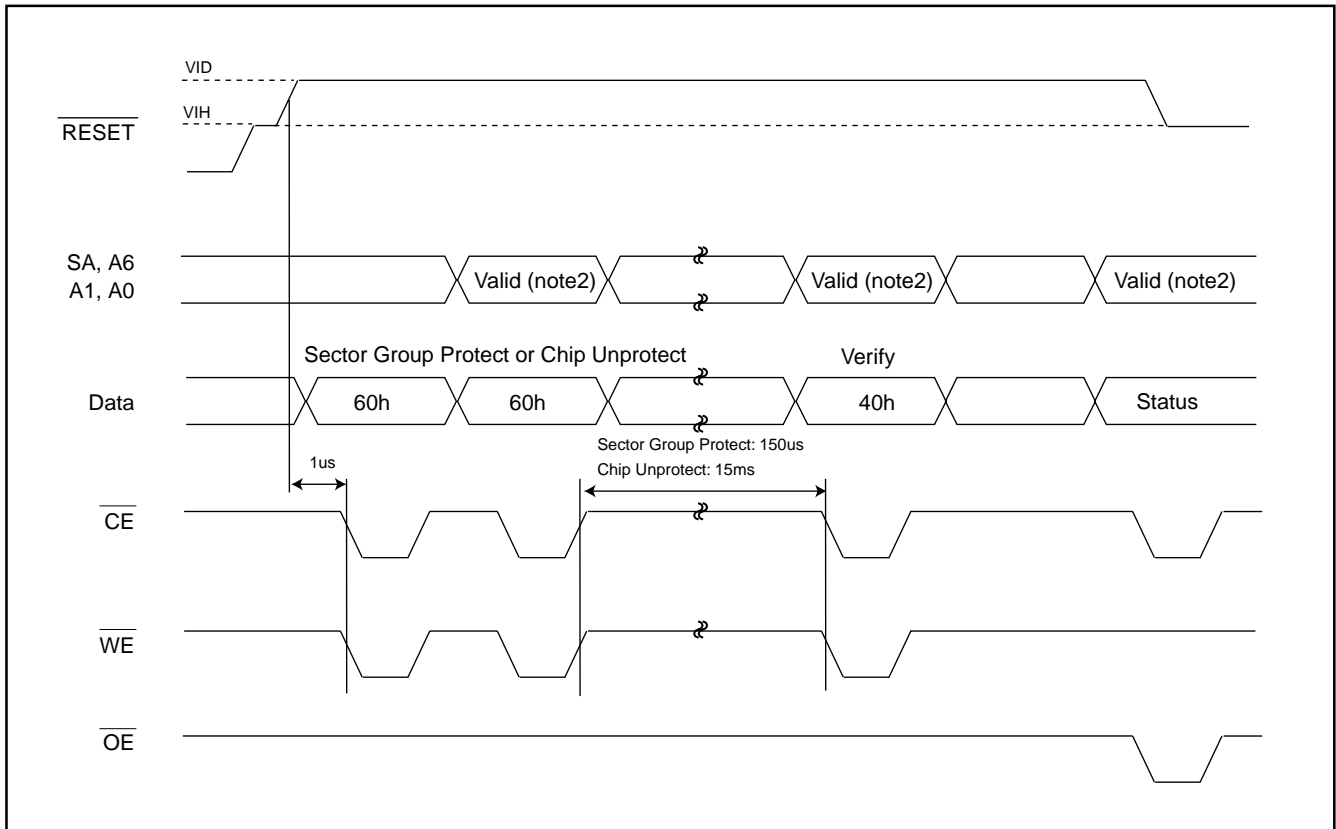 VID
VIH
RESET
SA, A6
A1, A0
Valid (note2)
Valid (note2)
Valid (note2)
Sector Group Protect or Chip Unprotect
Verify
Data
60h
60h
40h
Status
Sector Group Protect: 150us
Chip Unprotect: 15ms
1us
CE
WE
OE